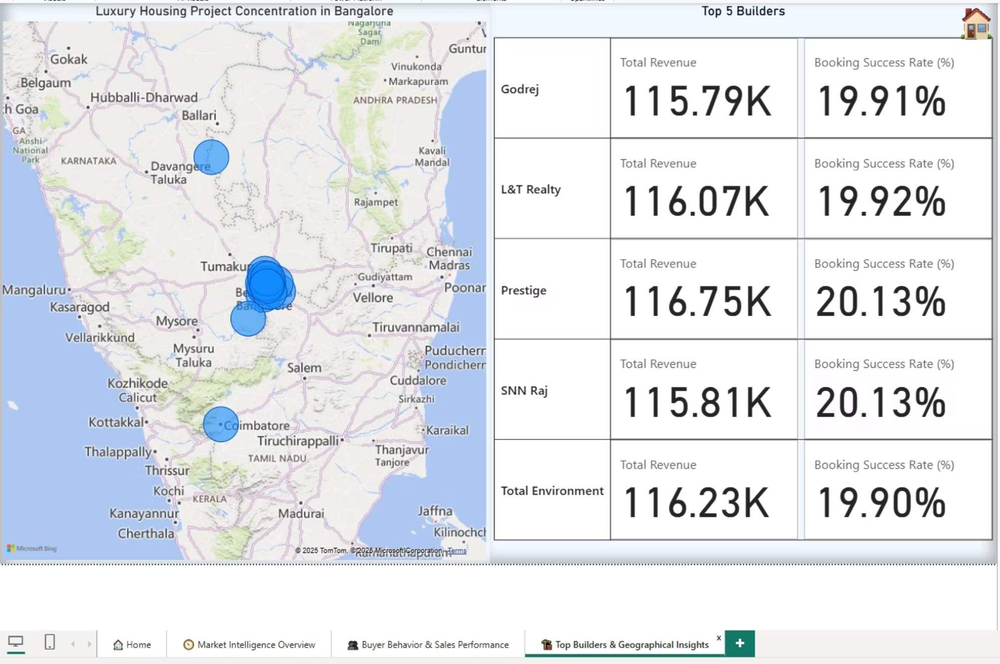 Luxury Housing Project Concentration in Bangalore
Nagarjuna
Sagar
Dam
Guntur
Gokak
Vinukonda
Markapuram
Belgaum
Hubballi-Dharwad
ANDHRA PRADESH
h Goa
Ballari
GA
Anshi
National
Park
KARNATAKA
Kavali
Mandal
Davangere
Taluka
Rajampet
Tirupati
Chennai
Madras
Tumakur
Gudiyattam
Mangaluru
Poonar
Vellore
Kasaragod
Mysore
Tiruvannamalai
Vellarikkund
Mysuru
Taluka
Puducherr
Pondicherr
Salem
Cuddalore
Kozhikode
Calicut
Sirkazhi
Kottakkal
Coimbatore
Karaikal
Tiruchirappalli
Thalappally
Thanjavur
Tanjore
TAMIL NADU
Thrissur
Kochi
KERALA
Kanayannur
Madurai
Jaffna
Cherthala
Kilinochch
Microsoft Bing
© 2025 TomTom, © 2025 Microsoft Corporation Terms
Top 5 Builders
Godrej
Total Revenue
115.79K
Booking Success Rate (%)
19.91%
L&T Realty
Total Revenue
116.07K
Booking Success Rate (%)
19.92%
Prestige
Total Revenue
116.75K
Booking Success Rate (%)
20.13%
SNN Raj
Total Revenue
115.81K
Booking Success Rate (%)
20.13%
Total Environment
Total Revenue
116.23K
Booking Success Rate (%)
19.90%
Home
Market Intelligence Overview
Buyer Behavior & Sales Performance
Top Builders & Geographical Insights
x
+